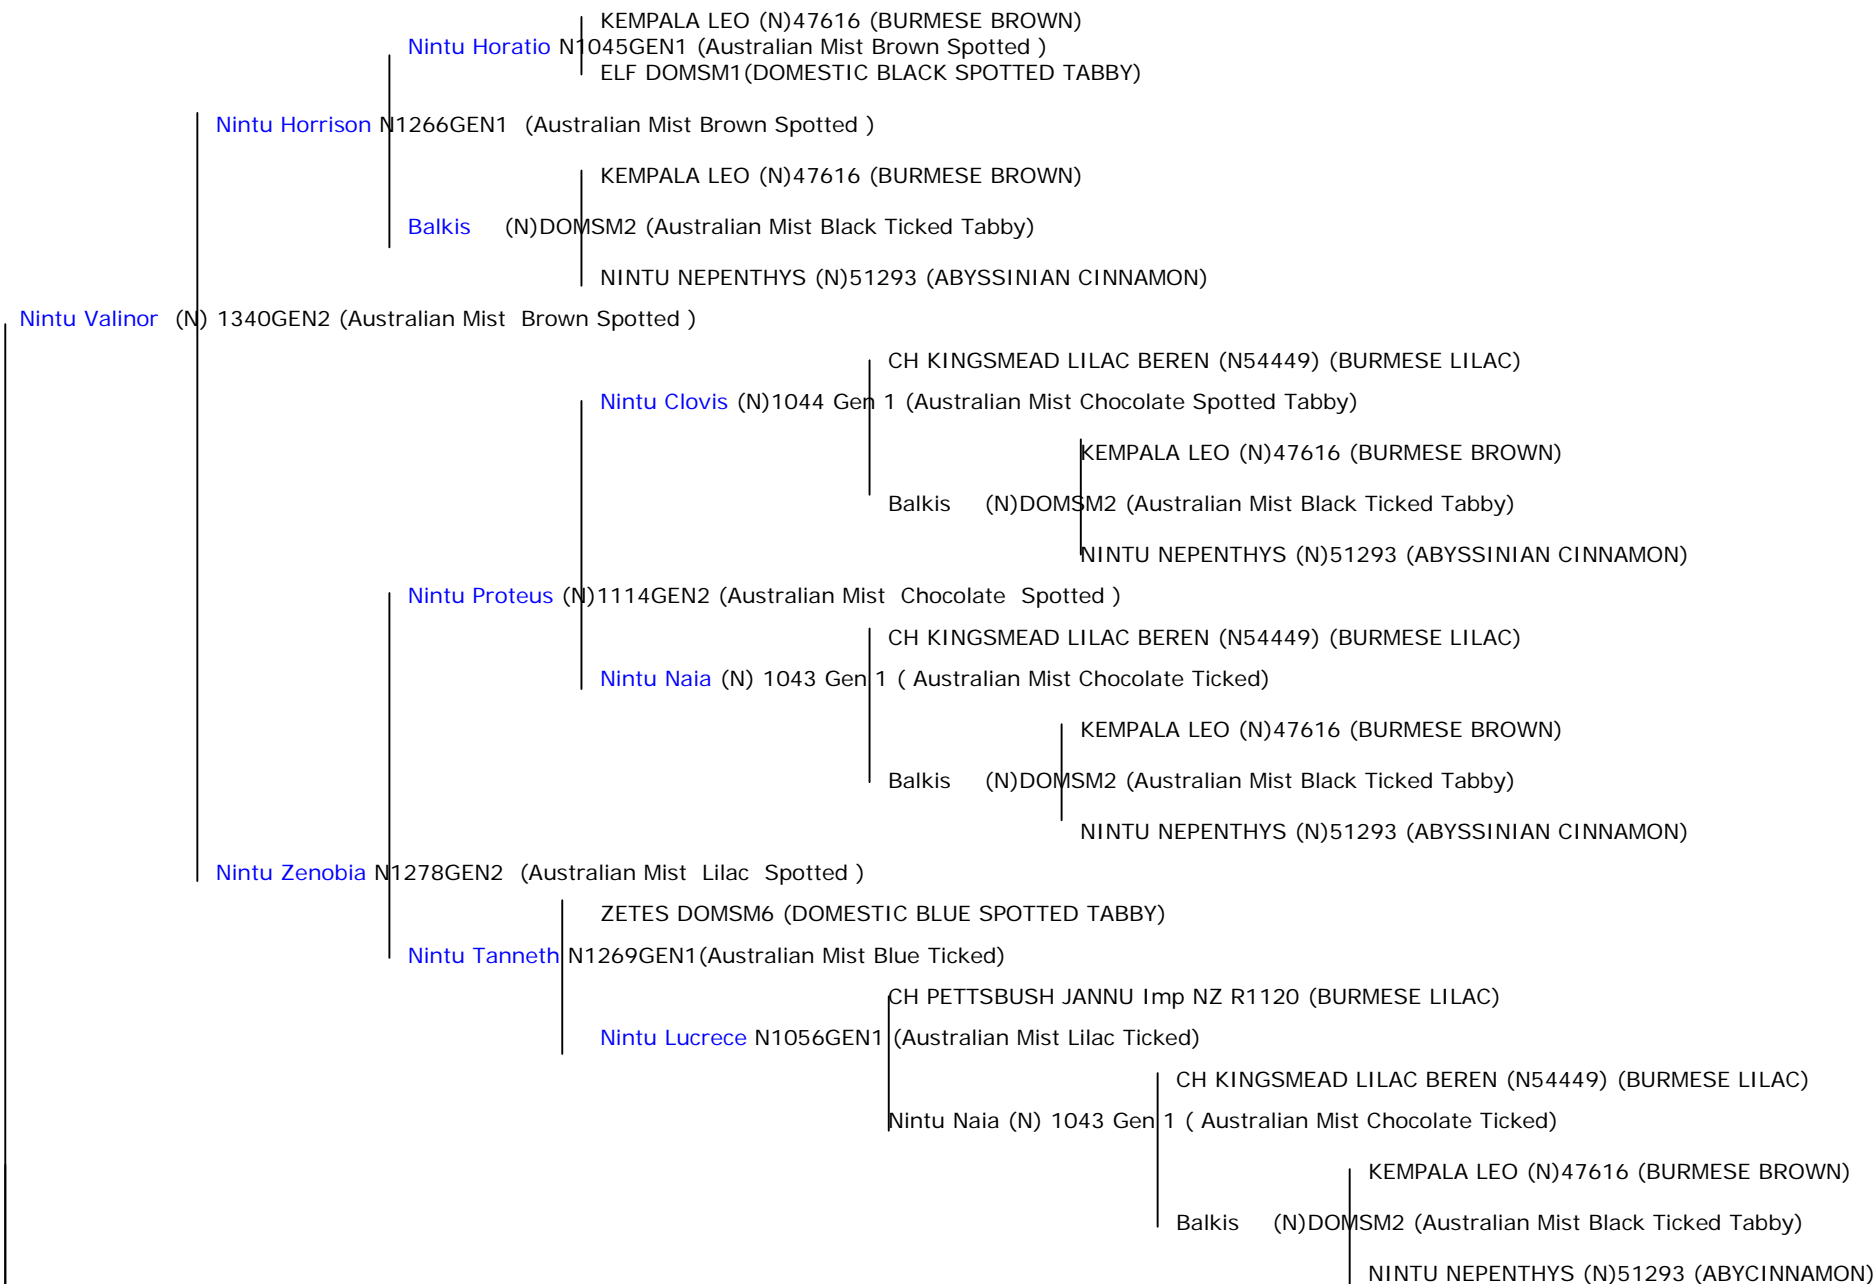 KEMPALA LEO (N)47616 (BURMESE BROWN)
Nintu Horatio N1045GEN1 (Australian Mist Brown Spotted )
ELF DOMSM1(DOMESTIC BLACK SPOTTED TABBY)
Nintu Horrison N1266GEN1 (Australian Mist Brown Spotted )
KEMPALA LEO (N)47616 (BURMESE BROWN)
Balkis (N)DOMSM2 (Australian Mist Black Ticked Tabby)
NINTU NEPENTHYS (N)51293 (ABYSSINIAN CINNAMON)
Nintu Valinor (N) 1340GEN2 (Australian Mist Brown Spotted )
CH KINGSMEAD LILAC BEREN (N54449) (BURMESE LILAC)
Nintu Clovis (N)1044 Gen 1 (Australian Mist Chocolate Spotted Tabby)
KEMPALA LEO (N)47616 (BURMESE BROWN)
Balkis (N)DOMSM2 (Australian Mist Black Ticked Tabby)
NINTU NEPENTHYS (N)51293 (ABYSSINIAN CINNAMON)
Nintu Proteus (N)1114GEN2 (Australian Mist Chocolate Spotted )
CH KINGSMEAD LILAC BEREN (N54449) (BURMESE LILAC)
Nintu Naia (N) 1043 Gen 1 ( Australian Mist Chocolate Ticked)
KEMPALA LEO (N)47616 (BURMESE BROWN)
Balkis (N)DOMSM2 (Australian Mist Black Ticked Tabby)
NINTU NEPENTHYS (N)51293 (ABYSSINIAN CINNAMON)
Nintu Zenobia N1278GEN2 (Australian Mist Lilac Spotted )
ZETES DOMSM6 (DOMESTIC BLUE SPOTTED TABBY)
Nintu Tanneth N1269GEN1(Australian Mist Blue Ticked)
CH PETTSBUSH JANNU Imp NZ R1120 (BURMESE LILAC)
Nintu Lucrece N1056GEN1 (Australian Mist Lilac Ticked)
CH KINGSMEAD LILAC BEREN (N54449) (BURMESE LILAC)
Nintu Naia (N) 1043 Gen 1 ( Australian Mist Chocolate Ticked)
KEMPALA LEO (N)47616 (BURMESE BROWN)
Balkis (N)DOMSM2 (Australian Mist Black Ticked Tabby)
NINTU NEPENTHYS (N)51293 (ABYCINNAMON)